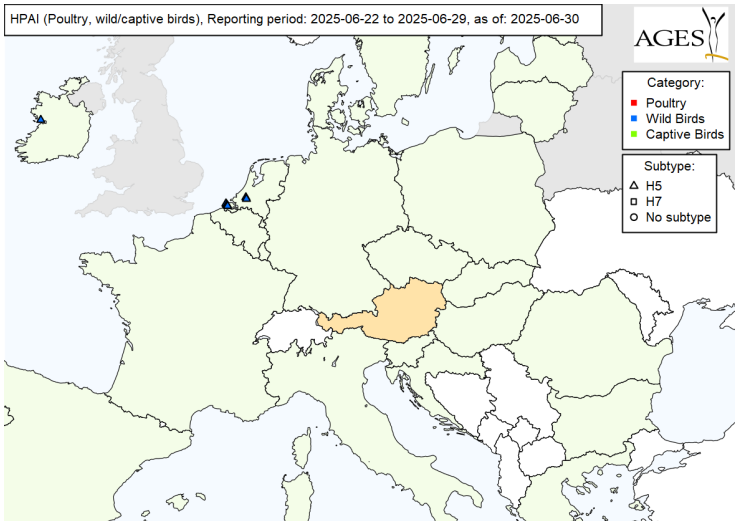 HPAI (Poultry, wild/captive birds), Reporting period: 2025-06-22 to 2025-06-29, as of: 2025-06-30
AGES
Category:
Poultry
Wild Birds
Captive Birds
Subtype:
H5
H7
No subtype